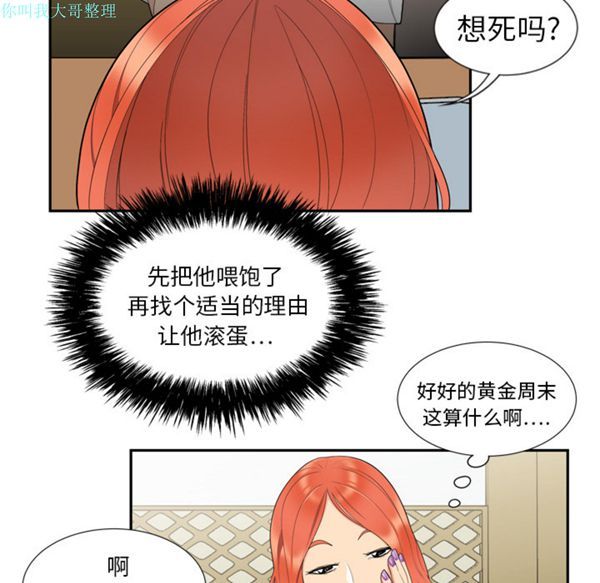 你叫我大哥整理
想死吗?
先把他喂饱了
再找个适当的理由
让他滚蛋...
好好的黄金周末
这算什么啊....
啊